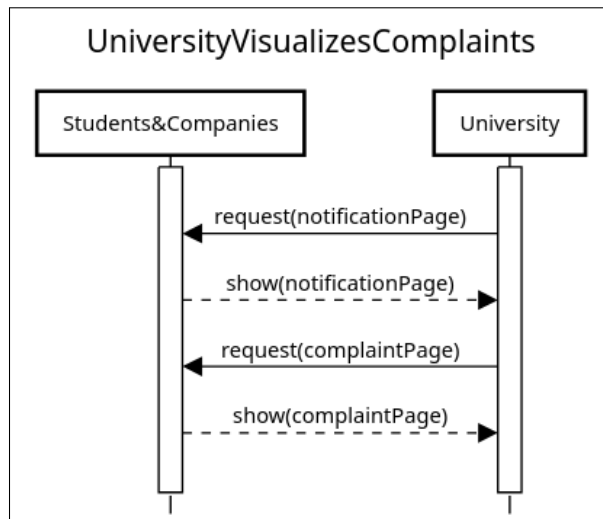 UniversityVisualizesComplaints
Students&Companies
University
request(notificationPage)
show(notificationPage)
request(complaintPage)
show(complaintPage)